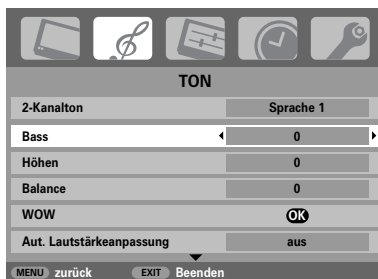 TON
2-Kanalton Sprache 1
Bass 0
Höhen 0
Balance 0
WOW OK
Aut. Lautstärkeanpassung aus
MENU zurück EXIT Beenden